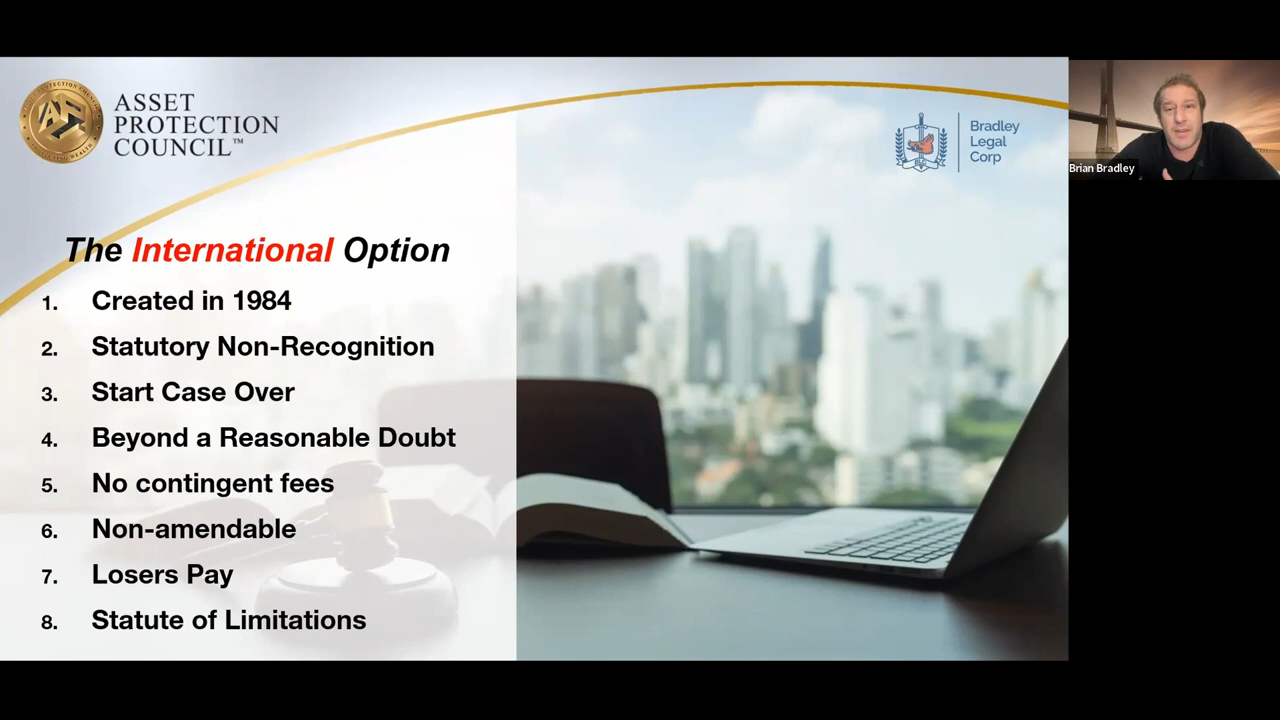 ASSET
PROTECTION
COUNCIL™
Bradley
Legal
Corp
Brian Bradley
The International Option
1. Created in 1984
2. Statutory Non-Recognition
3. Start Case Over
4. Beyond a Reasonable Doubt
5. No contingent fees
6. Non-amendable
7. Losers Pay
8. Statute of Limitations